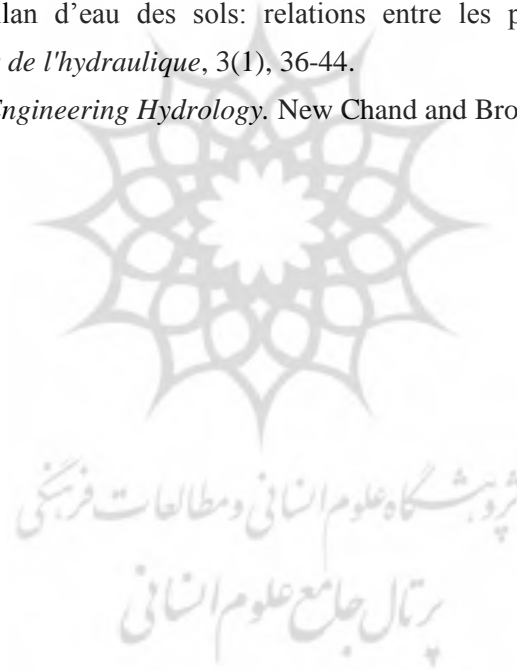 ilan d’eau des sols: relations entre les p
de l'hydraulique, 3(1), 36-44.
Engineering Hydrology. New Chand and Bro
پژوهشگاه علوم انسانی و مطالعات فرهنگی
پرتال جامع علوم انسانی